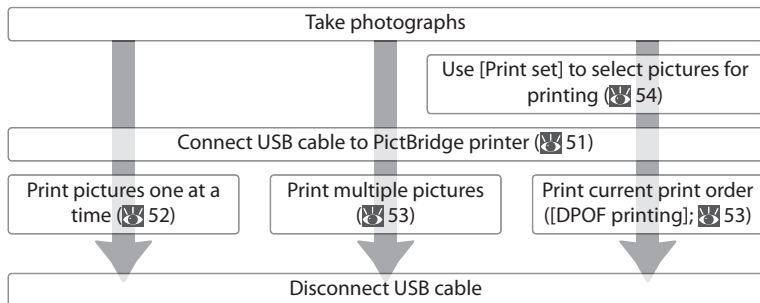 Take photographs
Use [Print set] to select pictures for
printing ( 54)
Connect USB cable to PictBridge printer ( 51)
Print pictures one at a
time ( 52)
Print multiple pictures
( 53)
Print current print order
([DPOF printing]; 53)
Disconnect USB cable